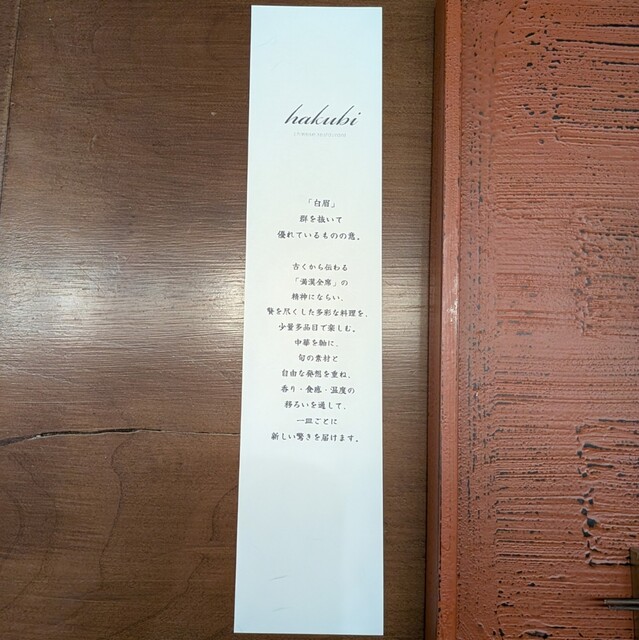 hakubi
「白眉」
群を抜いて
優れているものの意。
古くから伝わる
「満漢全席」の
精神にならい、
贅を尽くした多彩な料理を、
少量多品目で楽しむ。
中華を軸に、
旬の素材と
自由な発想を重ね、
香り・食感・温度の
移ろいを通して、
一皿ごとに
新しい驚きを届けます。